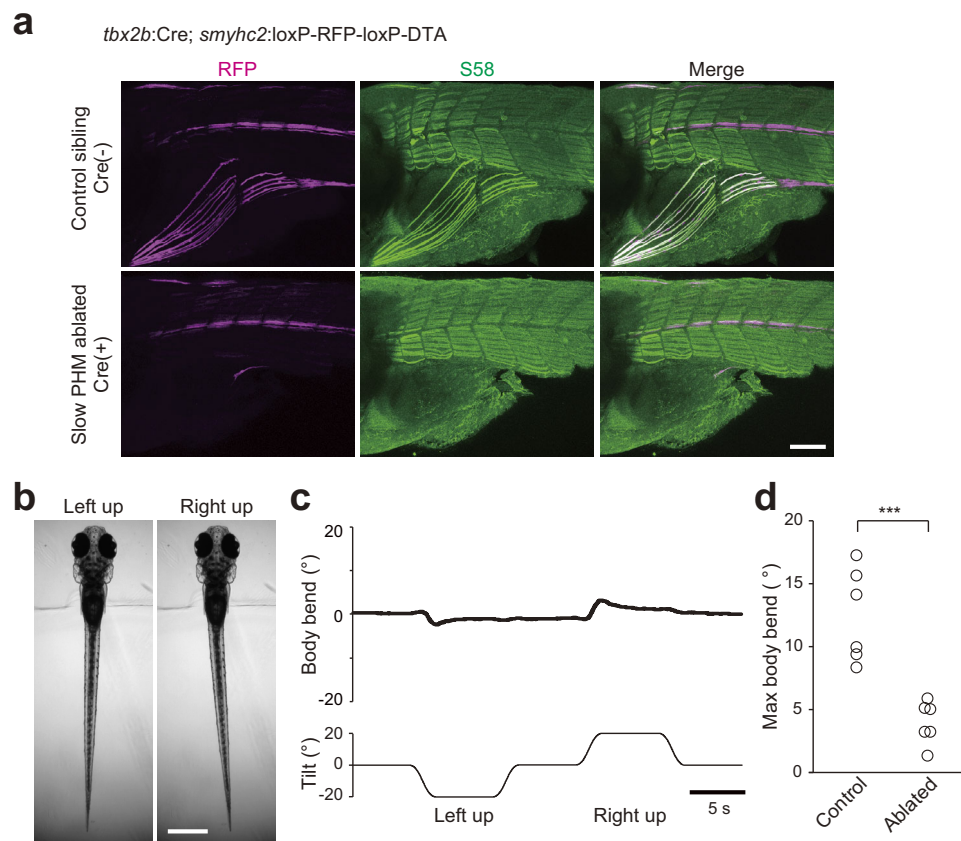 a
tbx2b:Cre; smyhc2:loxP-RFP-loxP-DTA
RFP
S58
Merge
Control sibling
Cre(-)
Slow PHM ablated
Cre(+)
b
Left up
Right up
c
20
0
-20
Body bend (°)
20
0
-20
Tilt (°)
Left up
Right up
5 s
d
***
20
15
10
5
0
Max body bend (°)
Control
Ablated